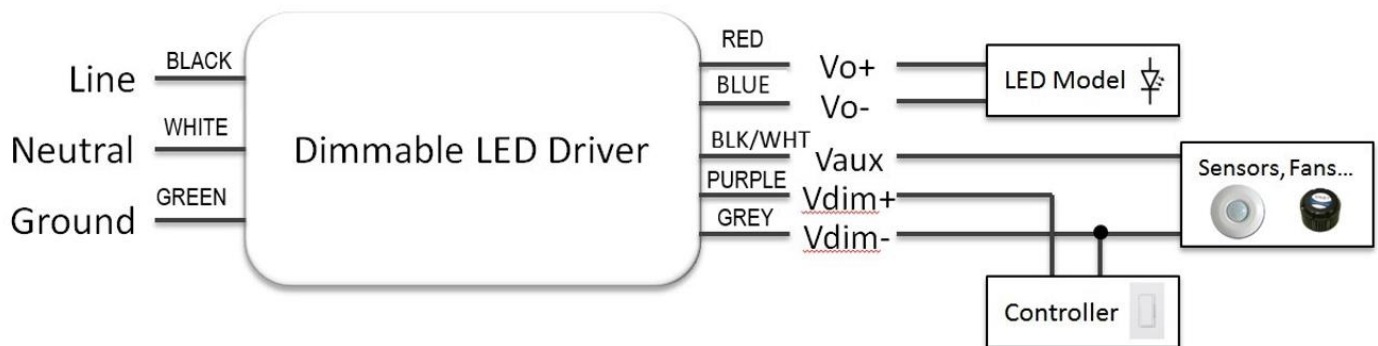 Line
BLACK
Neutral
WHITE
Ground
GREEN
Dimmable LED Driver
RED
Vo+
BLUE
Vo-
BLK/WHT
Vaux
PURPLE
Vdim+
GREY
Vdim-
LED Model
Sensors, Fans...
Controller